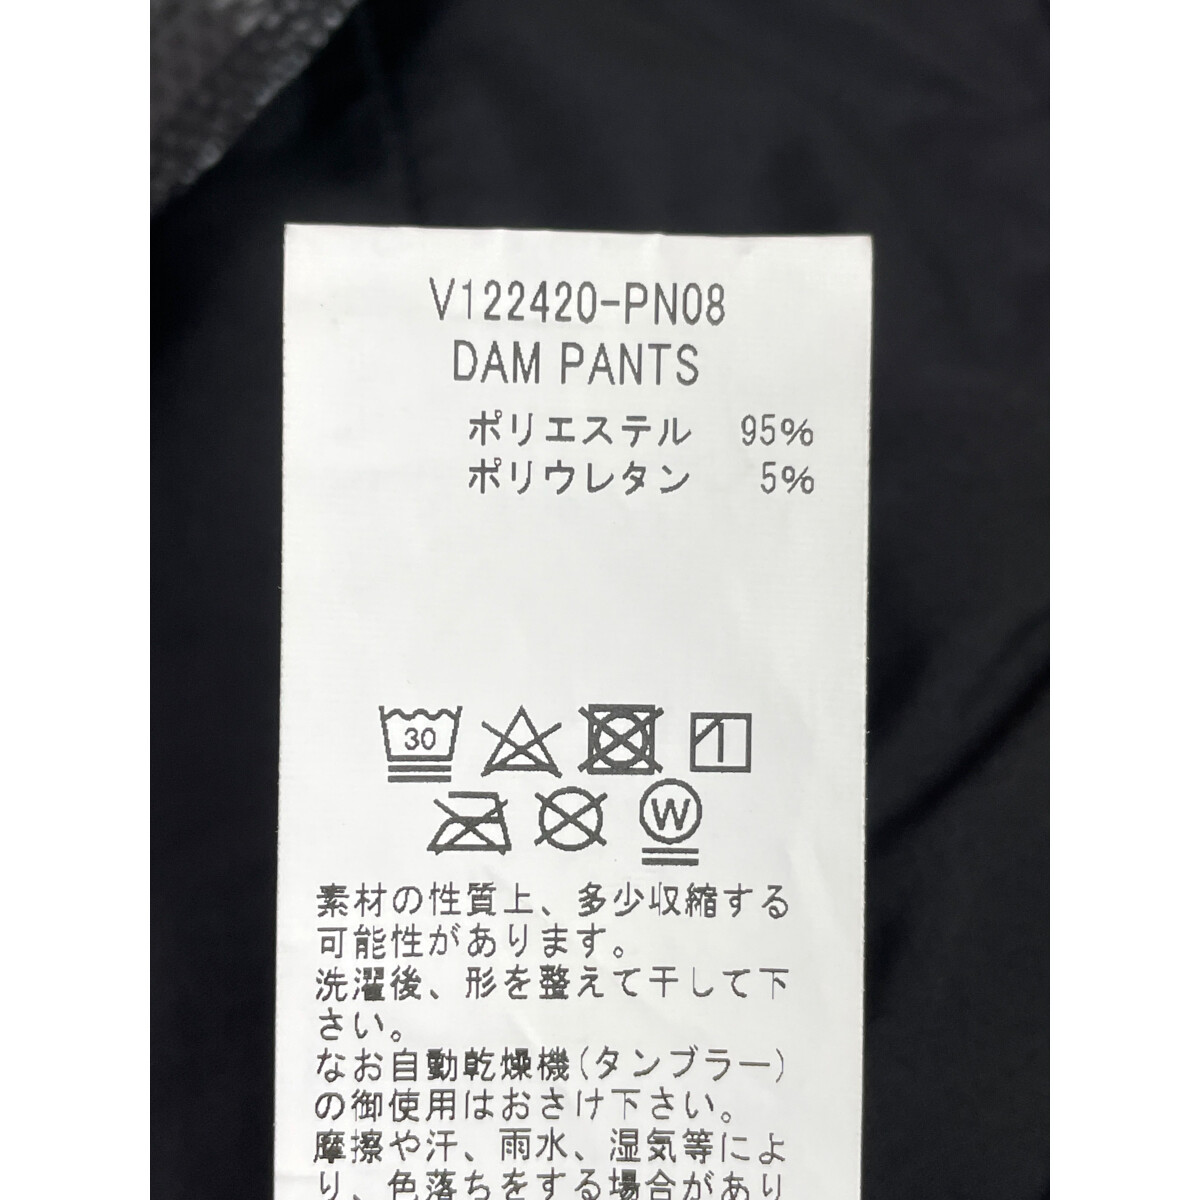 V122420-PN08
DAM PANTS
ポリエステル 95%
ポリウレタン 5%
30
W
素材の性質上、多少収縮する
可能性があります。
洗濯後、形を整えて干して下
さい。
なお自動乾燥機(タンブラー)
の御使用はおさけ下さい。
摩擦や汗、雨水、湿気等によ
り、色落ちをする場合があり